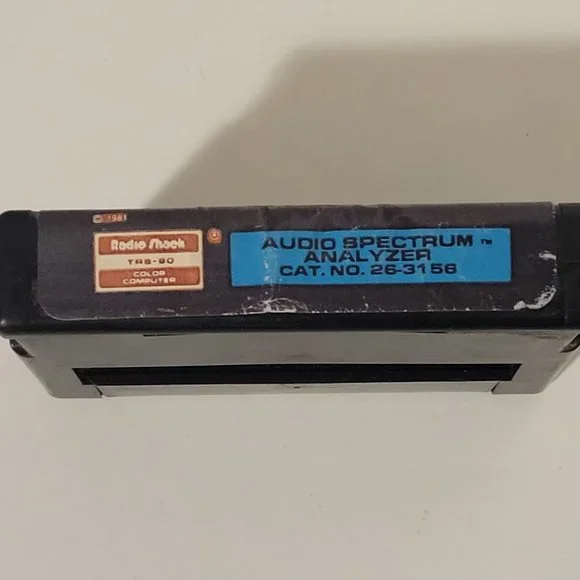 © 1981
Radio Shack ®
TRS-80
COLOR
COMPUTER
AUDIO SPECTRUM ™
ANALYZER
CAT. NO. 26-3156